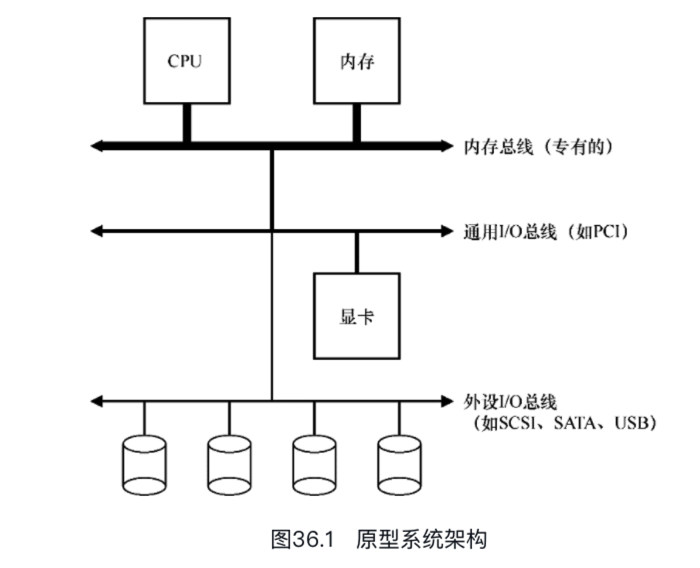 CPU
内存
内存总线（专有的）
通用I/O总线（如PCI）
显卡
外设I/O总线
（如SCSI、SATA、USB）
图36.1 原型系统架构